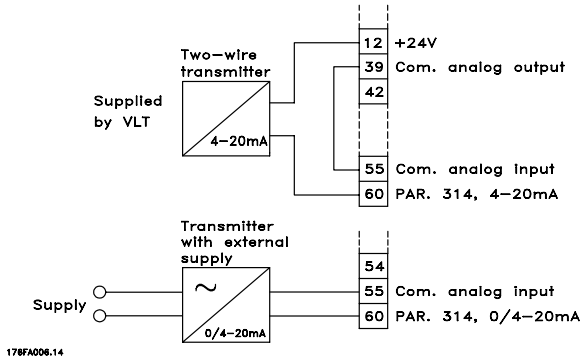 12 +24V
Two-wire
transmitter
39 Com. analog output
42
Supplied
by VLT
4-20mA
55 Com. analog input
60 PAR. 314, 4-20mA
Transmitter
with external
supply
54
~
55 Com. analog input
Supply
60 PAR. 314, 0/4-20mA
0/4-20mA
176FA006.14